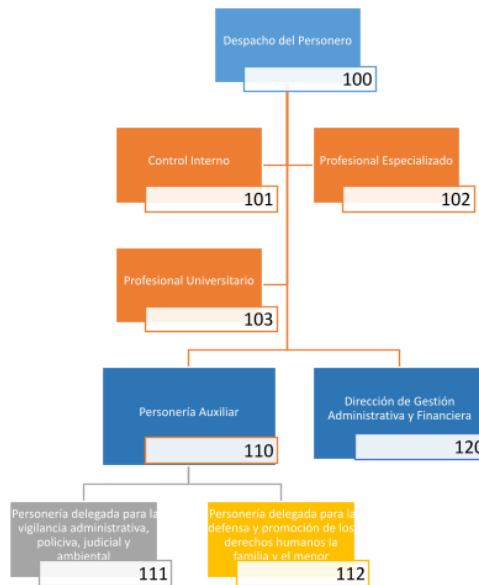 Despacho del Personero
100
Control Interno
101
Profesional Especializado
102
Profesional Universitario
103
Personería Auxiliar
110
Dirección de Gestión
Administrativa y Financiera
120
Personería delegada para la
vigilancia administrativa,
policiva, judicial y
ambiental
111
Personería delegada para la
defensa y promoción de los
derechos humanos la
familia y el menor
112